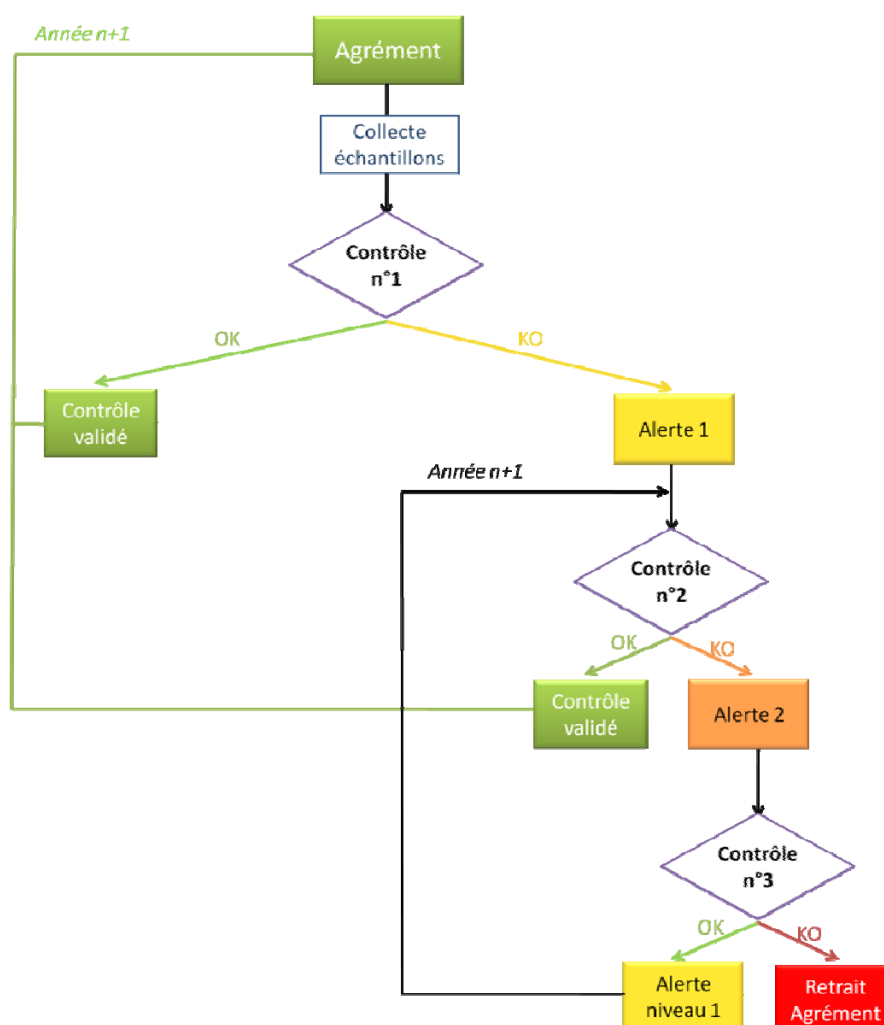 Année n+1
Agrément
Collecte
échantillons
Contrôle
n°1
OK
KO
Contrôle
validé
Alerte 1
Année n+1
Contrôle
n°2
OK
KO
Contrôle
validé
Alerte 2
Contrôle
n°3
OK
KO
Alerte
niveau 1
Retrait
Agrément